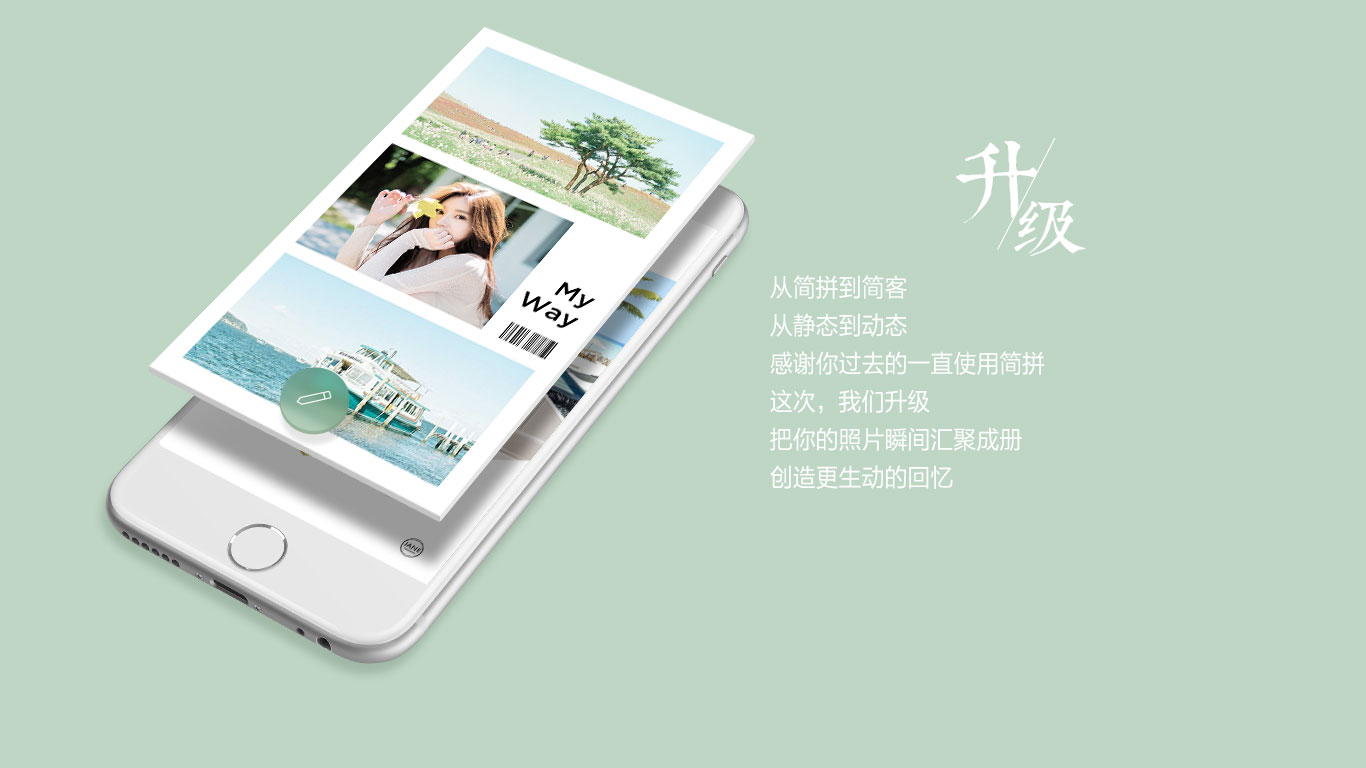 升级
从简拼到简客
从静态到动态
感谢你过去的一直使用简拼
这次，我们升级
把你的照片瞬间汇聚成册
创造更生动的回忆
My
Way
JANE